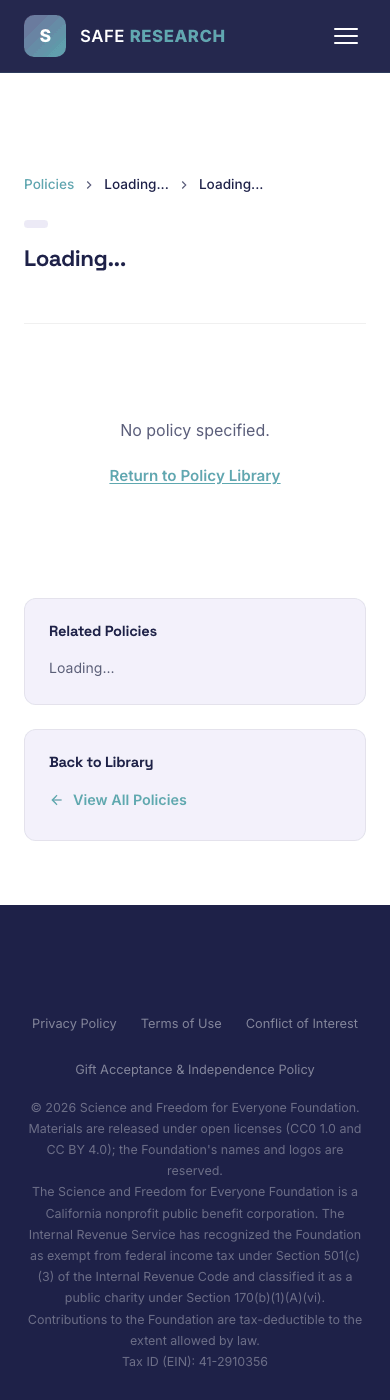 S SAFE RESEARCH
Policies > Loading... > Loading...
Loading...
No policy specified.
Return to Policy Library
Related Policies
Loading...
Back to Library
← View All Policies
Privacy Policy Terms of Use Conflict of Interest
Gift Acceptance & Independence Policy
© 2026 Science and Freedom for Everyone Foundation.
Materials are released under open licenses (CC0 1.0 and
CC BY 4.0); the Foundation's names and logos are
reserved.
The Science and Freedom for Everyone Foundation is a
California nonprofit public benefit corporation. The
Internal Revenue Service has recognized the Foundation
as exempt from federal income tax under Section 501(c)
(3) of the Internal Revenue Code and classified it as a
public charity under Section 170(b)(1)(A)(vi).
Contributions to the Foundation are tax-deductible to the
extent allowed by law.
Tax ID (EIN): 41-2910356